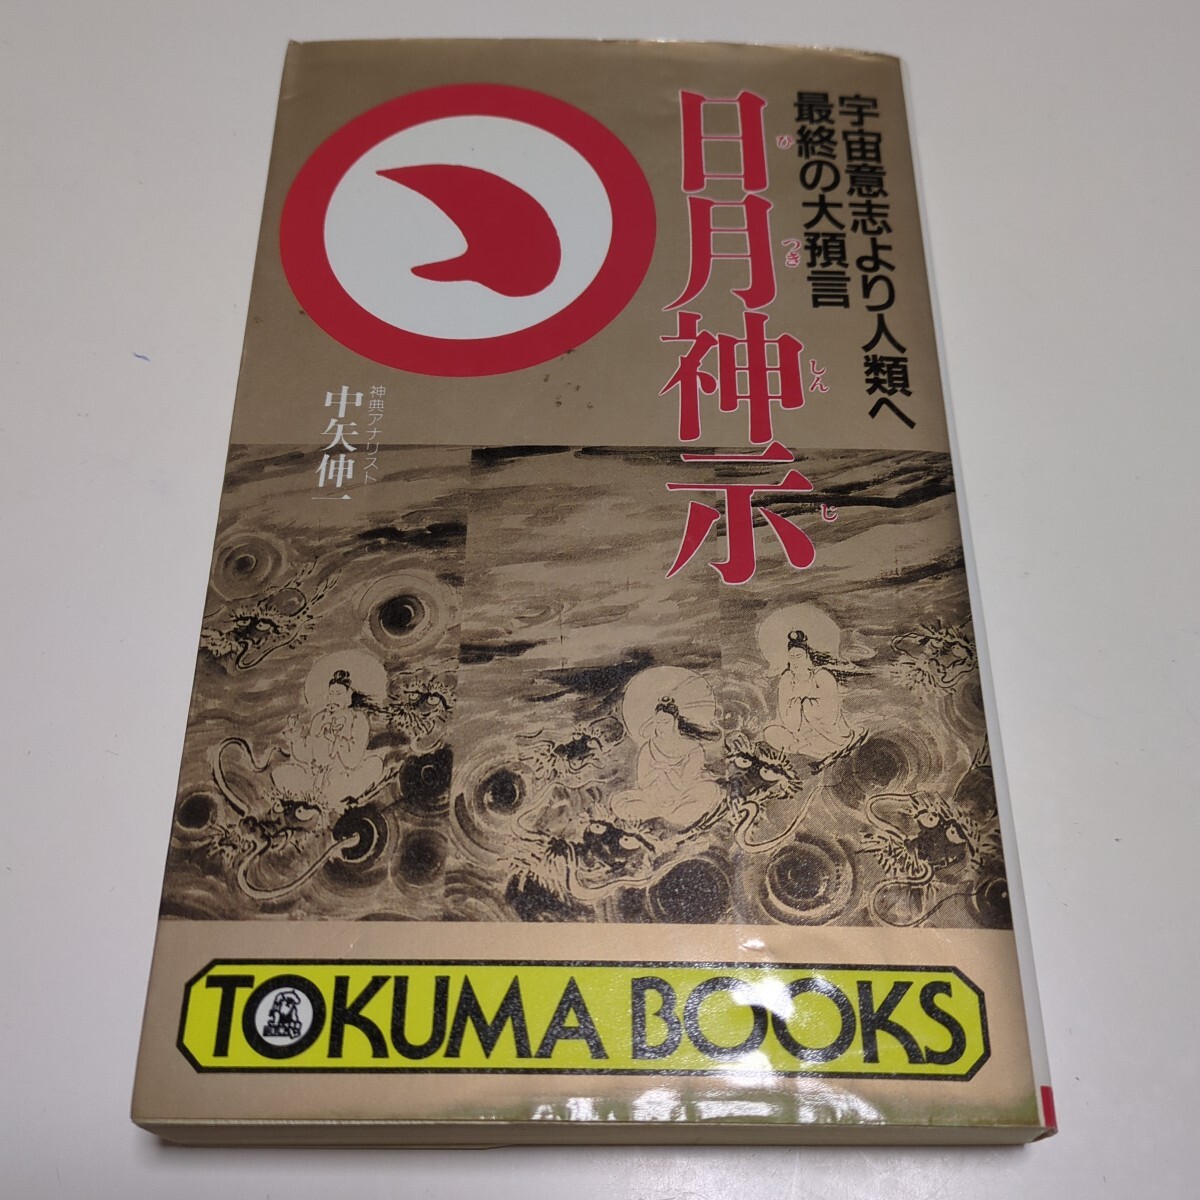 宇宙意志より人類へ
最終の大預言
日月神示
ひ
つき
しん
じ
神典アナリスト
中矢伸一
TOKUMA BOOKS